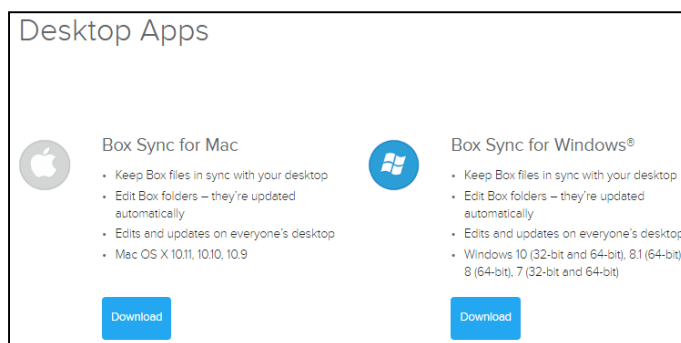 Desktop Apps
Box Sync for Mac
• Keep Box files in sync with your desktop
• Edit Box folders – they're updated
automatically
• Edits and updates on everyone's desktop
• Mac OS X 10.11, 10.10, 10.9
Download
Box Sync for Windows®
• Keep Box files in sync with your desktop
• Edit Box folders – they're updated
automatically
• Edits and updates on everyone's desktop
• Windows 10 (32-bit and 64-bit), 8.1 (64-bit)
8 (64-bit), 7 (32-bit and 64-bit)
Download